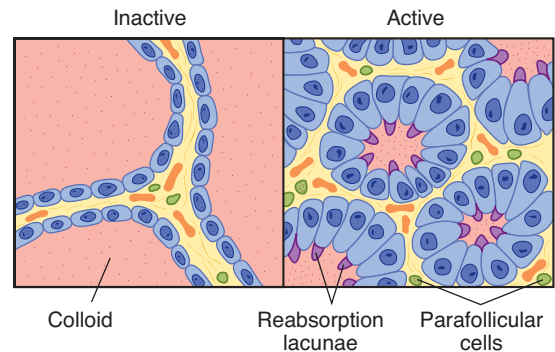 Inactive
Active
Colloid
Reabsorption
lacunae
Parafollicular
cells